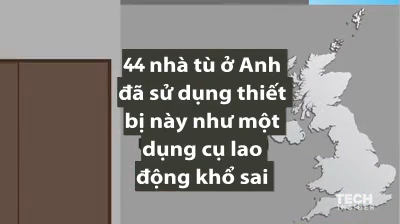 44 nhà tù ở Anh
đã sử dụng thiết
bị này như một
dụng cụ lao
động khổ sai
TECH